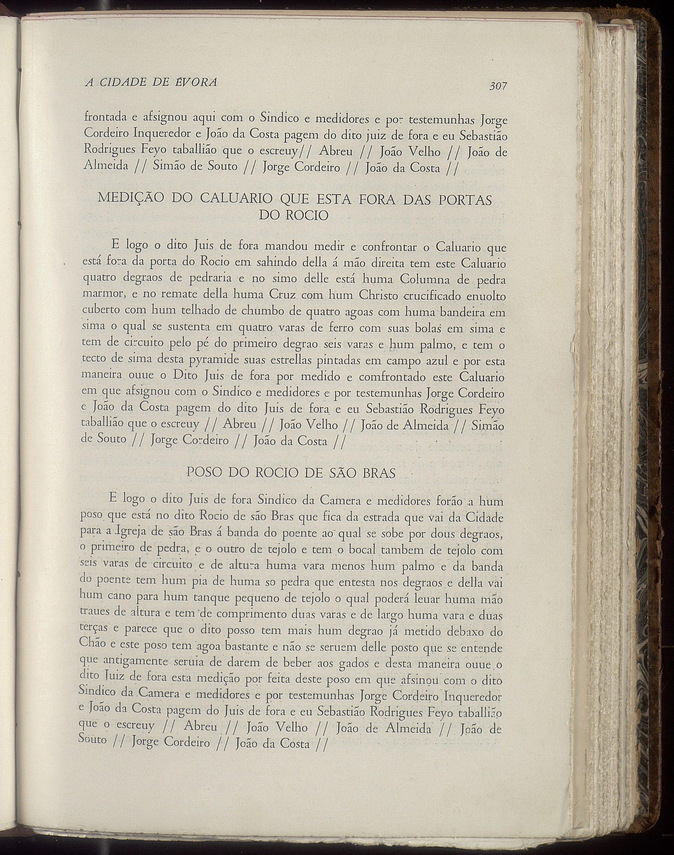 A CIDADE DE ÉVORA 307
frontada e afsignou aqui com o Sindico e medidores e por testemunhas Jorge
Cordeiro Inqueredor e João da Costa pagem do dito juiz de fora e eu Sebastião
Rodrigues Feyo taballião que o escreuy// Abreu // João Velho // João de
Almeida // Simão de Souto // Jorge Cordeiro // João da Costa //
MEDIÇÃO DO CALUARIO QUE ESTA FORA DAS PORTAS
DO ROCIO
E logo o dito Juis de fora mandou medir e confrontar o Caluario que
está fora da porta do Rocio em sahindo della á mão direita tem este Caluario
quatro degraos de pedraria e no simo delle está huma Columna de pedra
marmor, e no remate della huma Cruz com hum Christo crucificado enuolto
cuberto com hum telhado de chumbo de quatro agoas com huma bandeira em
sima o qual se sustenta em quatro varas de ferro com suas bolas em sima e
tem de circuito pelo pé do primeiro degrao seis varas e hum palmo, e tem o
tecto de sima desta pyramide suas estrellas pintadas em campo azul e por esta
maneira ouue o Dito Juis de fora por medido e comfrontado este Caluario
em que afsignou com o Sindico e medidores e por testemunhas Jorge Cordeiro
e João da Costa pagem do dito Juis de fora e eu Sebastião Rodrigues Feyo
taballião que o escreuy // Abreu // João Velho // João de Almeida // Simão
de Souto // Jorge Cordeiro // João da Costa //
POSO DO ROCIO DE SÃO BRAS
E logo o dito Juis de fora Sindico da Camera e medidores forão a hum
poso que está no dito Rocio de são Bras que fica da estrada que vai da Cidade
para a Igreja de são Bras á banda do poente ao qual se sobe por dous degraos,
o primeiro de pedra, e o outro de tejolo e tem o bocal tambem de tejolo com
seis varas de circuito e de altura huma vara menos hum palmo e da banda
do poente tem hum pia de huma so pedra que entesta nos degraos e della vai
hum cano para hum tanque pequeno de tejolo o qual poderá leuar huma mão
traues de altura e tem de comprimento duas varas e de largo huma vara e duas
terças e parece que o dito posso tem mais hum degrao já metido debaxo do
Chão e este poso tem agoa bastante e não se seruem delle posto que se entende
que antigamente seruia de darem de beber aos gados e desta maneira ouue o
dito Juiz de fora esta medição por feita deste poso em que afsinou com o dito
Sindico da Camera e medidores e por testemunhas Jorge Cordeiro Inqueredor
e João da Costa pagem do Juis de fora e eu Sebastião Rodrigues Feyo taballião
que o escreuy // Abreu // João Velho // João de Almeida // João de
Souto // Jorge Cordeiro // João da Costa //